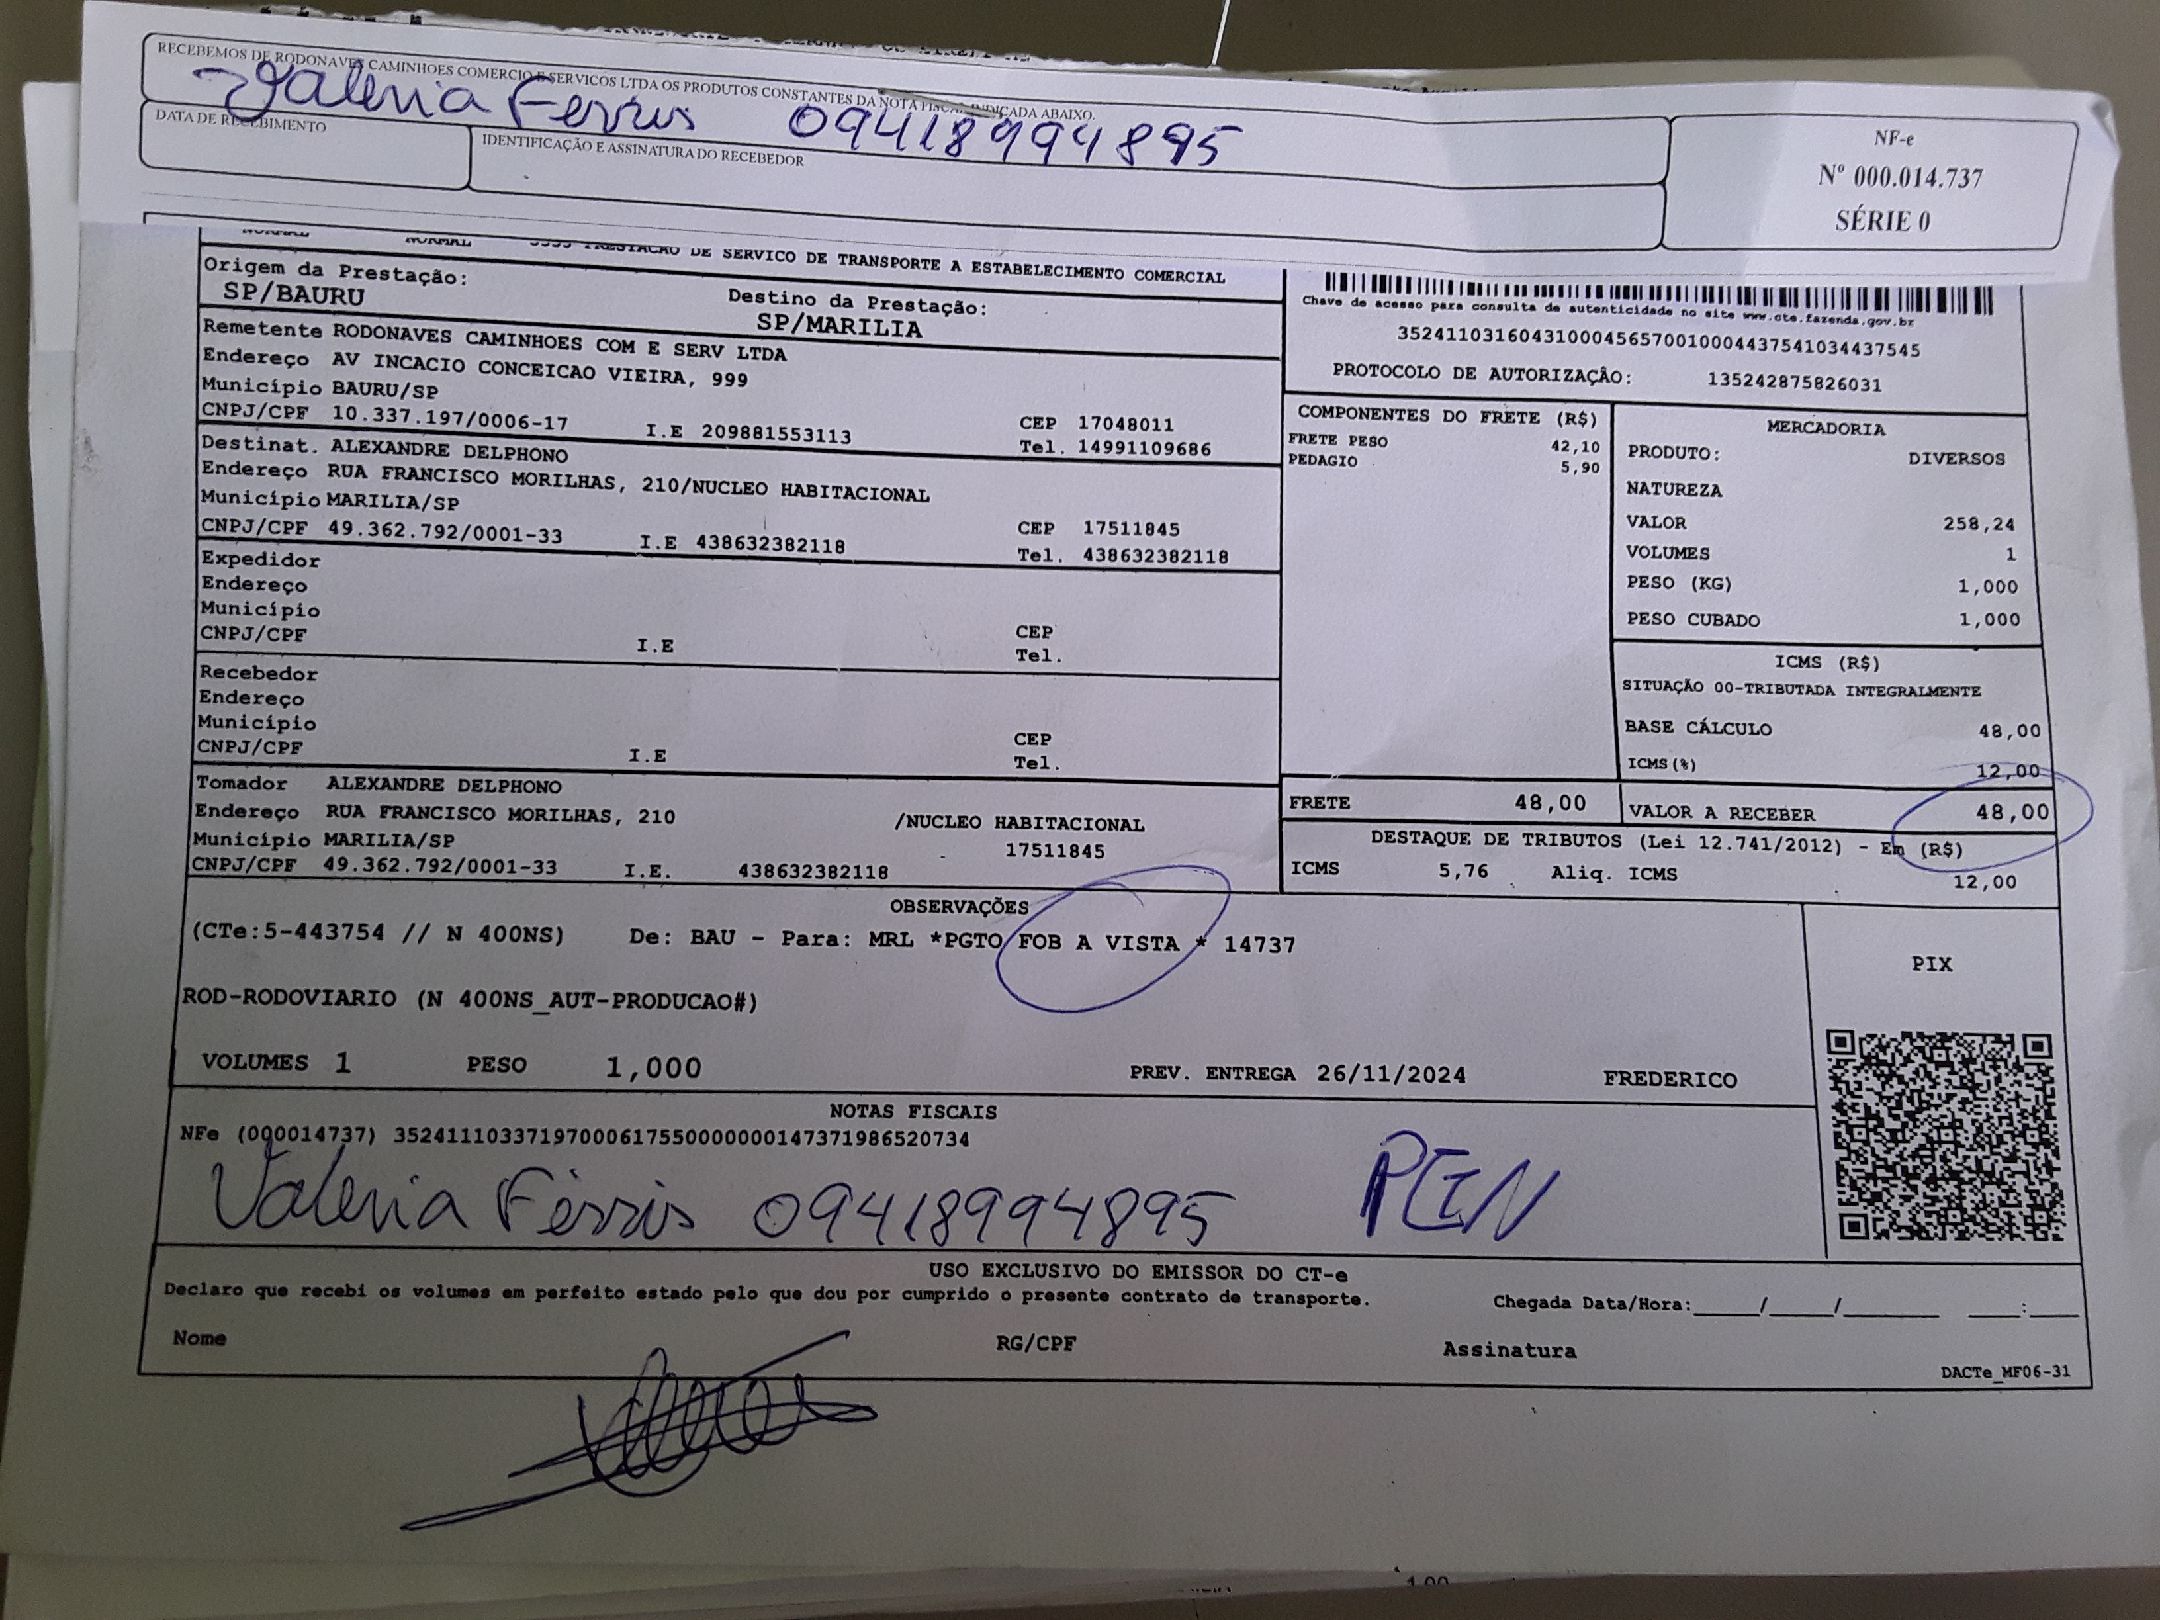 RECEBEMOS DE RODONAVES CAMINHOES COMERCIO E SERVICOS LTDA OS PRODUTOS CONSTANTES DA NOTA FISCAL INDICADA ABAIXO.
Valeria Ferris 09418994895
DATA DE RECEBIMENTO
IDENTIFICAÇÃO E ASSINATURA DO RECEBEDOR
NF-e
Nº 000.014.737
SÉRIE 0
NORMAL NORMAL PRESTACAO DE SERVICO DE TRANSPORTE A ESTABELECIMENTO COMERCIAL
Origem da Prestação:
SP/BAURU
Destino da Prestação:
SP/MARILIA
Remetente RODONAVES CAMINHOES COM E SERV LTDA
Endereço AV INCACIO CONCEICAO VIEIRA, 999
Município BAURU/SP
CNPJ/CPF 10.337.197/0006-17 I.E 209881553113 CEP 17048011
Tel. 14991109686
Destinat. ALEXANDRE DELPHONO
Endereço RUA FRANCISCO MORILHAS, 210/NUCLEO HABITACIONAL
Município MARILIA/SP
CNPJ/CPF 49.362.792/0001-33 I.E 438632382118 CEP 17511845
Tel. 438632382118
Expedidor
Endereço
Município
CNPJ/CPF I.E CEP
Tel.
Recebedor
Endereço
Município
CNPJ/CPF I.E CEP
Tel.
Tomador ALEXANDRE DELPHONO
Endereço RUA FRANCISCO MORILHAS, 210 /NUCLEO HABITACIONAL
Município MARILIA/SP 17511845
CNPJ/CPF 49.362.792/0001-33 I.E. 438632382118
Chave de acesso para consulta de autenticidade no site www.cte.fazenda.gov.br
35241103160431000456570010004437541034437545
PROTOCOLO DE AUTORIZAÇÃO: 135242875826031
COMPONENTES DO FRETE (R$)
FRETE PESO 42,10
PEDAGIO 5,90
MERCADORIA
PRODUTO: DIVERSOS
NATUREZA
VALOR 258,24
VOLUMES 1
PESO (KG) 1,000
PESO CUBADO 1,000
ICMS (R$)
SITUAÇÃO 00-TRIBUTADA INTEGRALMENTE
BASE CÁLCULO 48,00
ICMS(%) 12,00
FRETE 48,00 VALOR A RECEBER 48,00
DESTAQUE DE TRIBUTOS (Lei 12.741/2012) - Em (R$)
ICMS 5,76 Aliq. ICMS 12,00
OBSERVAÇÕES
(CTe:5-443754 // N 400NS) De: BAU - Para: MRL *PGTO FOB A VISTA * 14737
ROD-RODOVIARIO (N 400NS_AUT-PRODUCAO#)
VOLUMES 1 PESO 1,000 PREV. ENTREGA 26/11/2024 FREDERICO
PIX
NOTAS FISCAIS
NFe (000014737) 35241110337197000617550000000147371986520734
Valeria Ferris 09418994895 PEN
USO EXCLUSIVO DO EMISSOR DO CT-e
Declaro que recebi os volumes em perfeito estado pelo que dou por cumprido o presente contrato de transporte. Chegada Data/Hora:____/____/______ ___:___
Nome RG/CPF Assinatura
DACTe_MF06-31